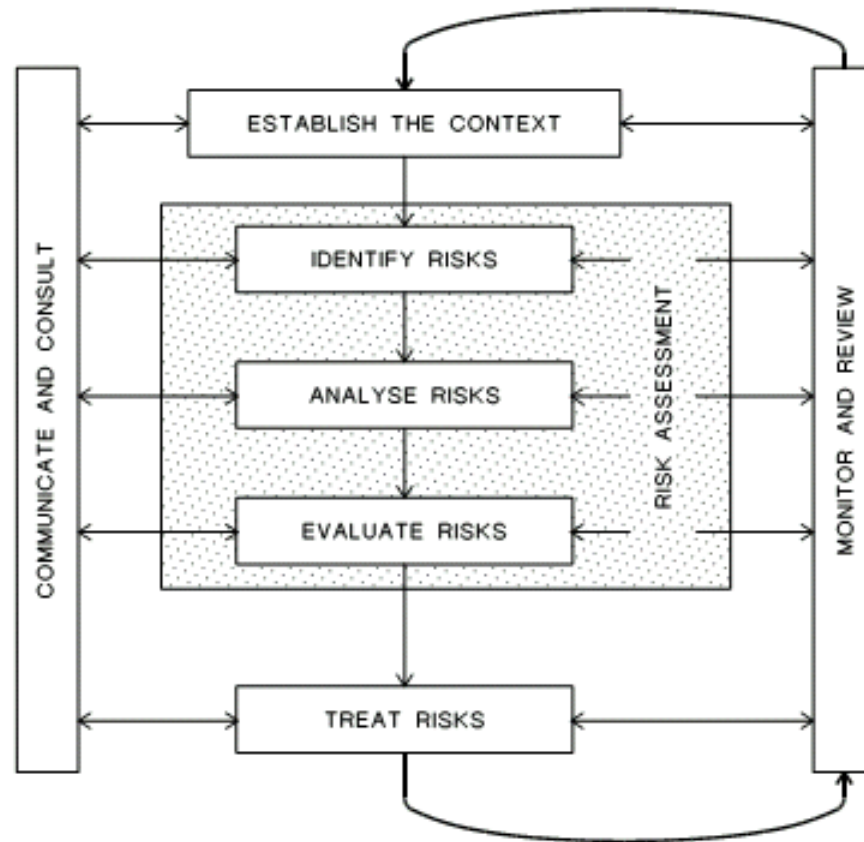 ESTABLISH THE CONTEXT
COMMUNICATE AND CONSULT
IDENTIFY RISKS
ANALYSE RISKS
EVALUATE RISKS
RISK ASSESSMENT
MONITOR AND REVIEW
TREAT RISKS